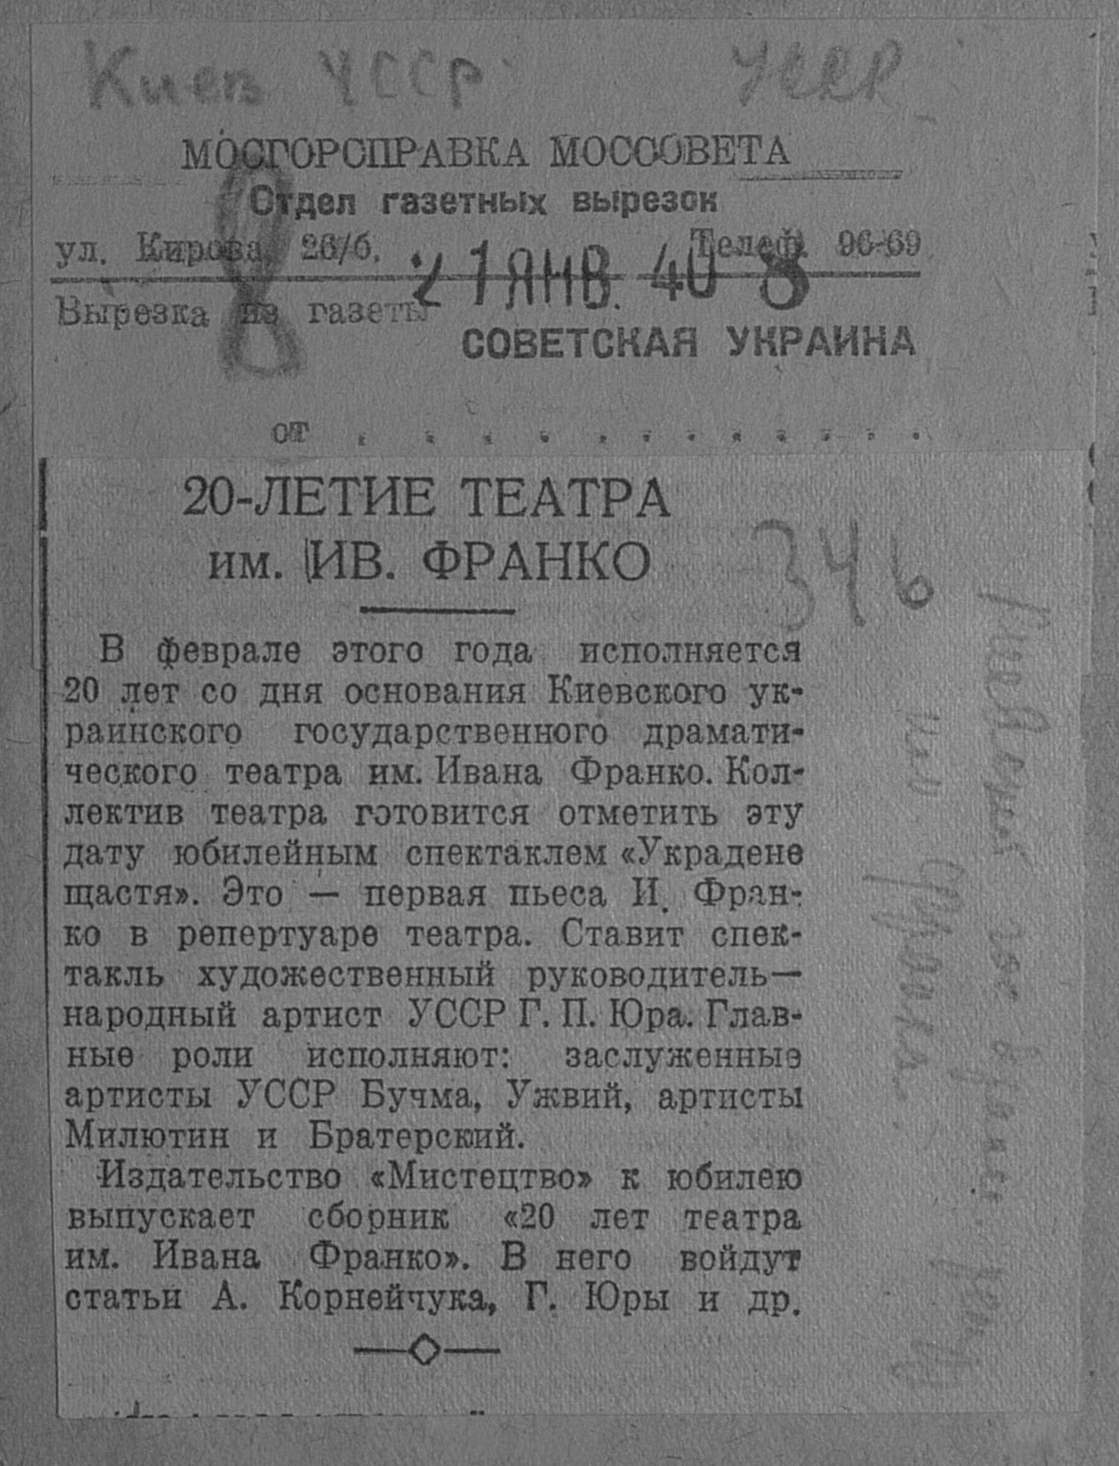 Киев УССР УССР
МОСГОРСПРАВКА МОССОВЕТА
Отдел газетных вырезок
ул. Кирова, 26/б. Телеф. 96-69
21 ЯНВ. 40 8
Вырезка из газеты
СОВЕТСКАЯ УКРАИНА
от . . . . . . . . . . . . .
20-ЛЕТИЕ ТЕАТРА
им. ИВ. ФРАНКО
346
В феврале этого года исполняется
20 лет со дня основания Киевского ук-
раинского государственного драмати-
ческого театра им. Ивана Франко. Кол-
лектив театра готовится отметить эту
дату юбилейным спектаклем «Украдене
щастя». Это — первая пьеса И. Фран-
ко в репертуаре театра. Ставит спек-
такль художественный руководитель—
народный артист УССР Г. П. Юра. Глав-
ные роли исполняют: заслуженные
артисты УССР Бучма, Ужвий, артисты
Милютин и Братерский.
Издательство «Мистецтво» к юбилею
выпускает сборник «20 лет театра
им. Ивана Франко». В него войдут
статьи А. Корнейчука, Г. Юры и др.